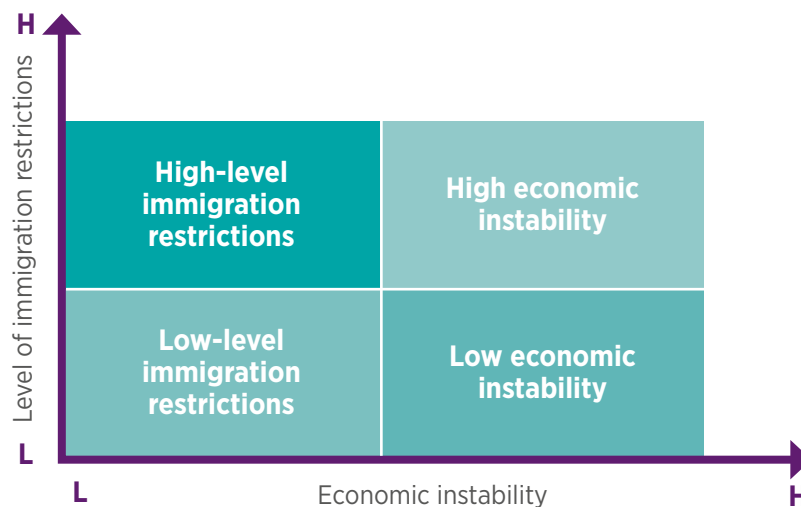 H
Level of immigration restrictions
High-level
immigration
restrictions
High economic
instability
Low-level
immigration
restrictions
Low economic
instability
L
L
Economic instability
H